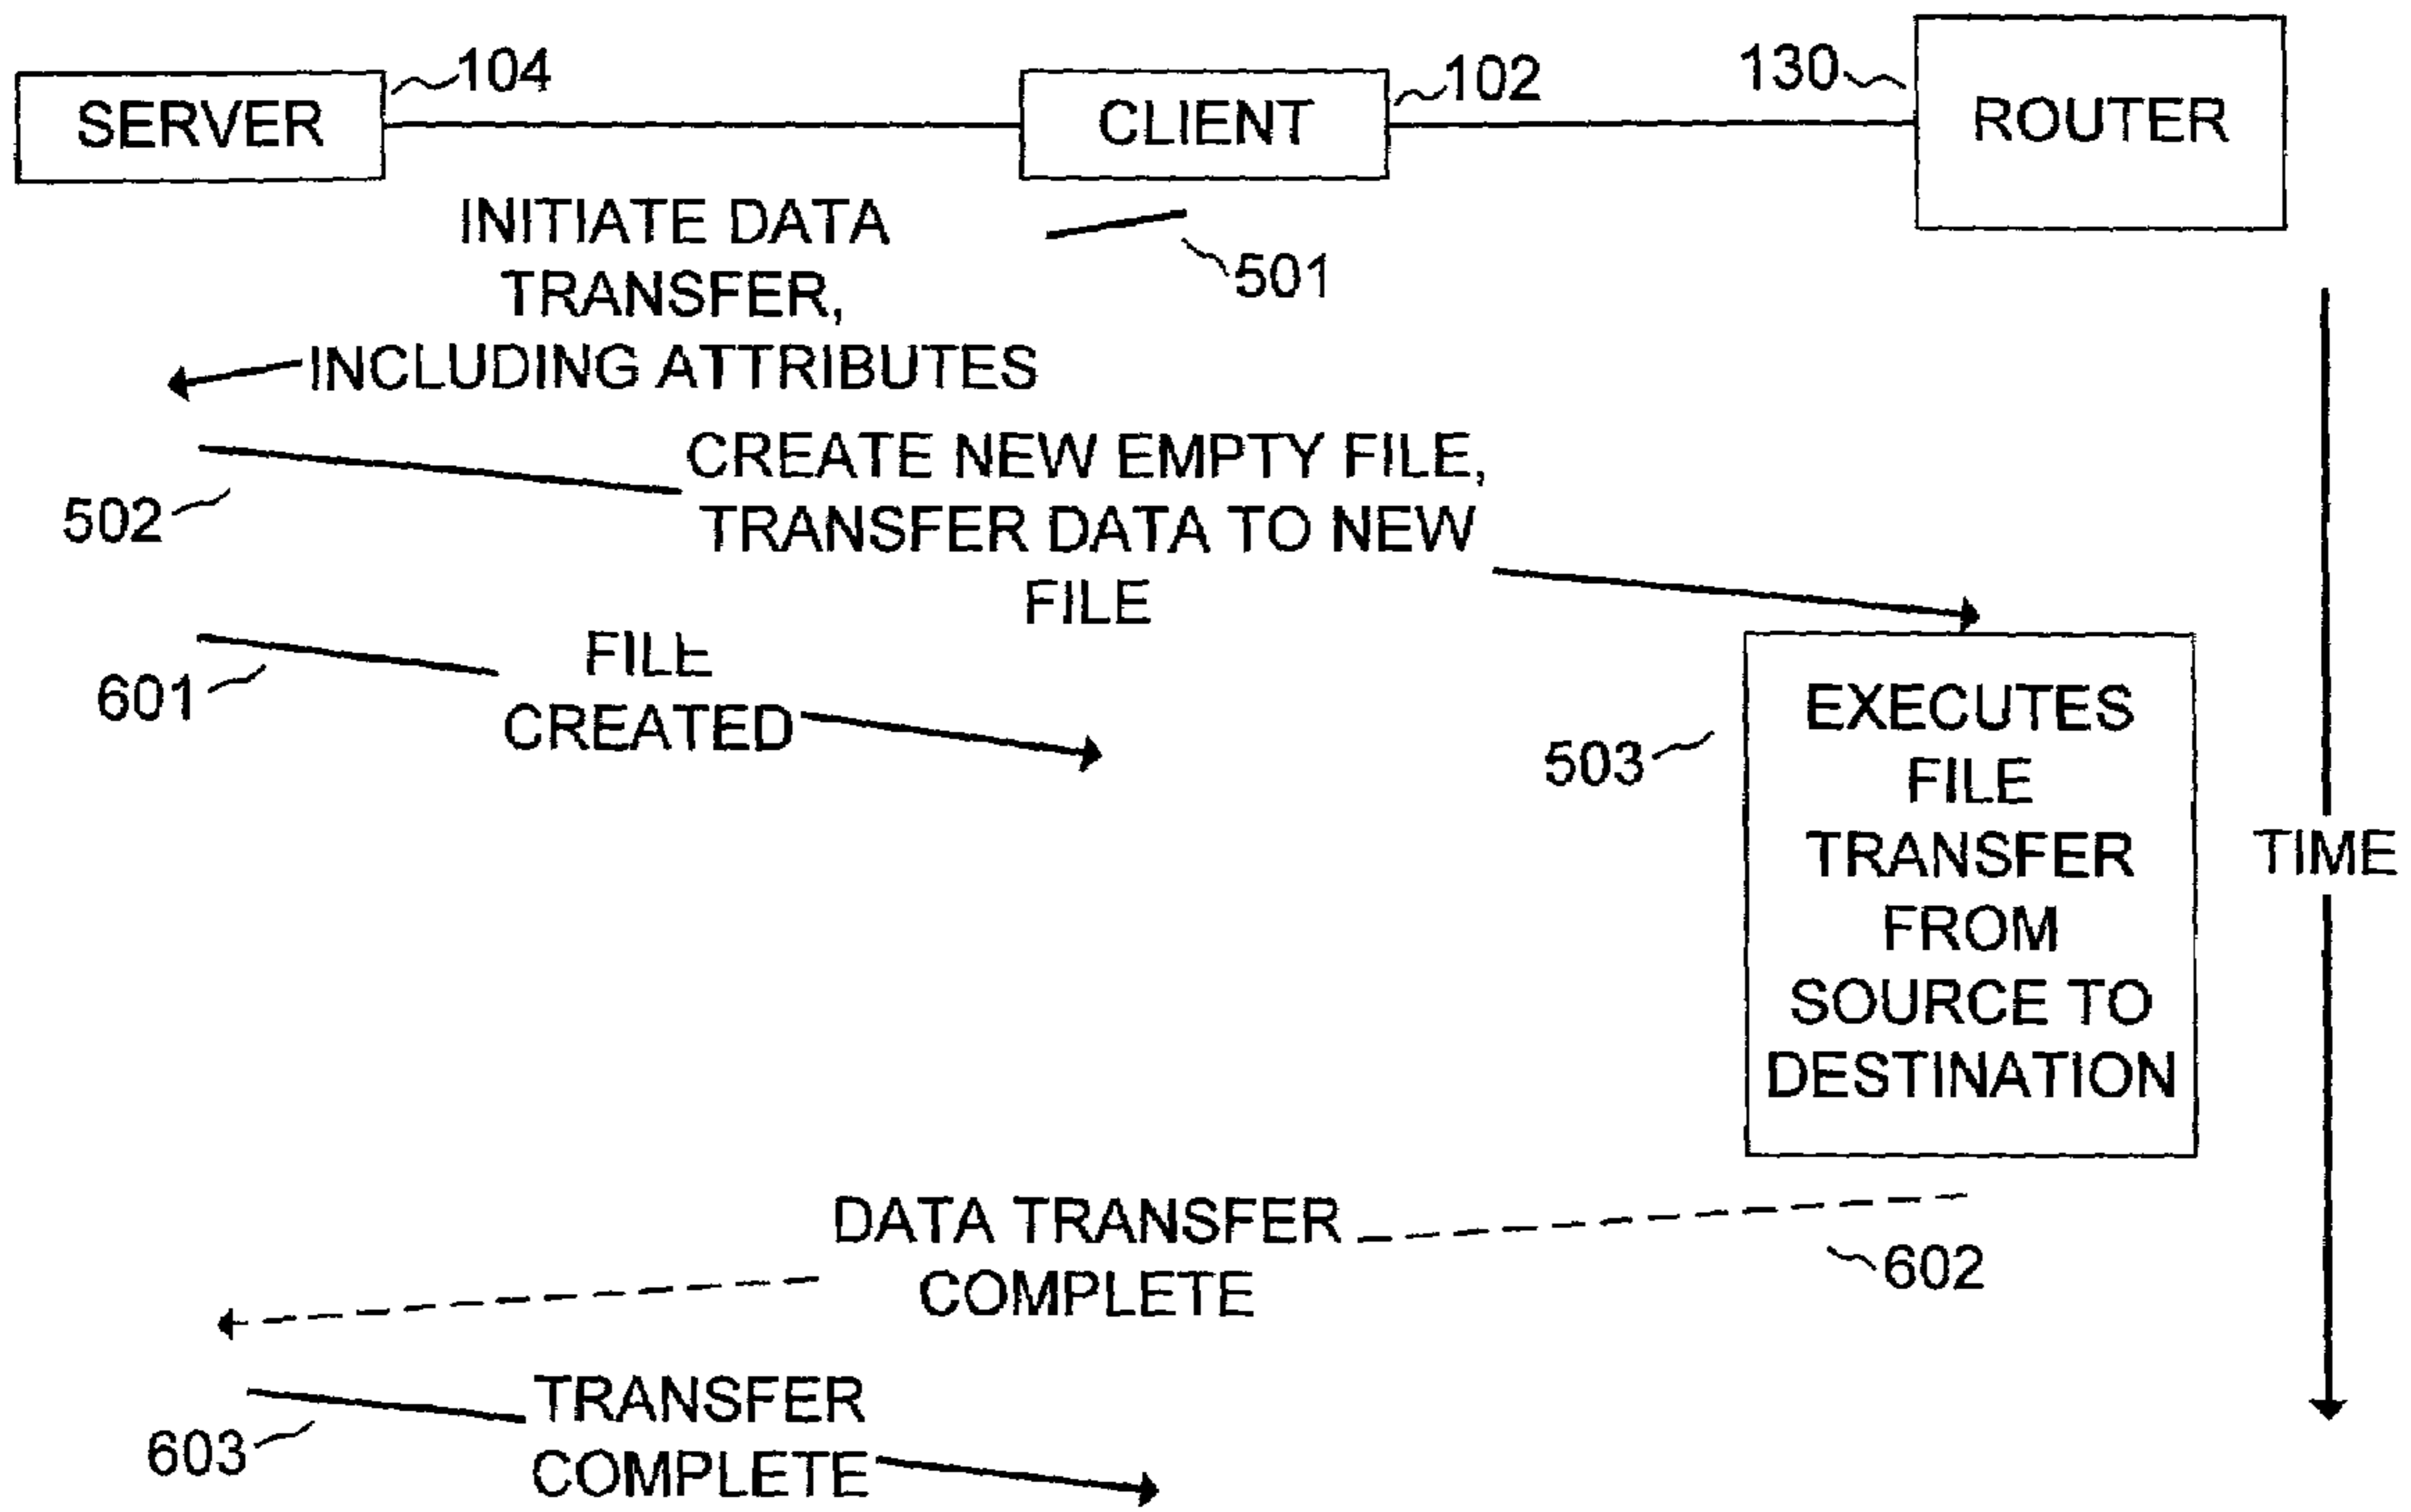 104
SERVER
102
CLIENT
130
ROUTER
INITIATE DATA
TRANSFER,
INCLUDING ATTRIBUTES
501
CREATE NEW EMPTY FILE,
TRANSFER DATA TO NEW
FILE
502
FILE
CREATED
601
EXECUTES
FILE
TRANSFER
FROM
SOURCE TO
DESTINATION
503
TIME
DATA TRANSFER
COMPLETE
602
TRANSFER
COMPLETE
603